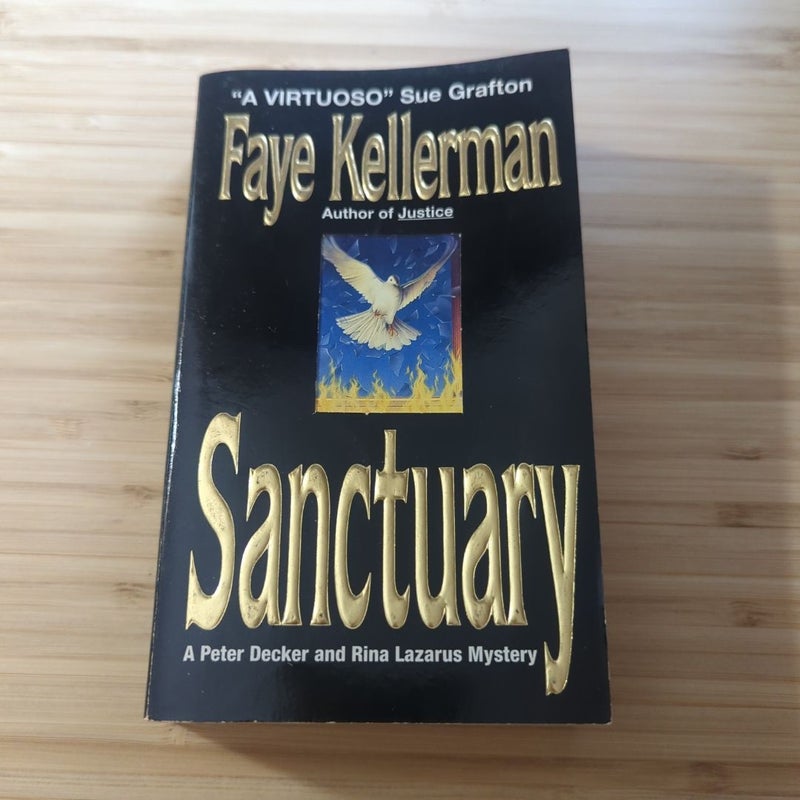 "A VIRTUOSO" Sue Grafton
Faye Kellerman
Author of Justice
Sanctuary
A Peter Decker and Rina Lazarus Mystery